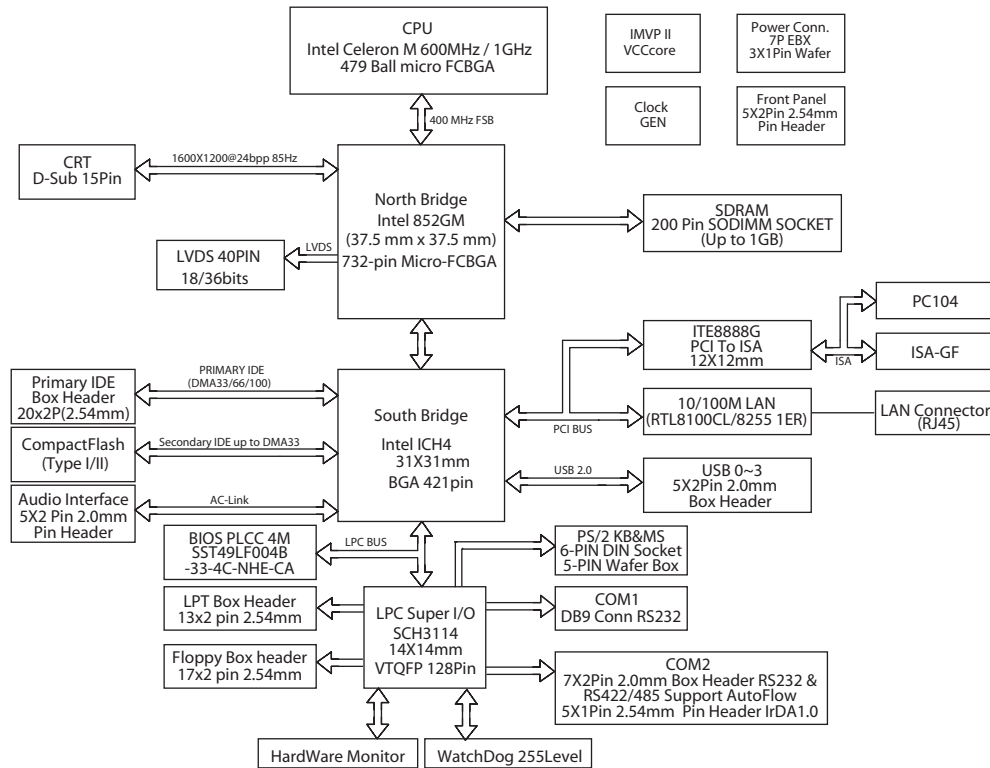 CPU
Intel Celeron M 600MHz / 1GHz
479 Ball micro FCBGA
IMVP II
VCCcore
Power Conn.
7P EBX
3X1Pin Wafer
Clock
GEN
Front Panel
5X2Pin 2.54mm
Pin Header
400 MHz FSB
CRT
D-Sub 15Pin
1600X1200@24bpp 85Hz
North Bridge
Intel 852GM
(37.5 mm x 37.5 mm)
732-pin Micro-FCBGA
SDRAM
200 Pin SODIMM SOCKET
(Up to 1GB)
LVDS 40PIN
18/36bits
LVDS
PC104
ITE8888G
PCI To ISA
12X12mm
ISA
ISA-GF
Primary IDE
Box Header
20x2P(2.54mm)
PRIMARY IDE
(DMA33/66/100)
South Bridge
Intel ICH4
31X31mm
BGA 421pin
PCI BUS
10/100M LAN
(RTL8100CL/8255 1ER)
LAN Connector
(RJ45)
CompactFlash
(Type I/II)
Secondary IDE up to DMA33
USB 2.0
USB 0~3
5X2Pin 2.0mm
Box Header
Audio Interface
5X2 Pin 2.0mm
Pin Header
AC-Link
BIOS PLCC 4M
SST49LF004B
-33-4C-NHE-CA
LPC BUS
PS/2 KB&MS
6-PIN DIN Socket
5-PIN Wafer Box
LPT Box Header
13x2 pin 2.54mm
LPC Super I/O
SCH3114
14X14mm
VTQFP 128Pin
COM1
DB9 Conn RS232
Floppy Box header
17x2 pin 2.54mm
COM2
7X2Pin 2.0mm Box Header RS232 &
RS422/485 Support AutoFlow
5X1Pin 2.54mm  Pin Header IrDA1.0
HardWare Monitor
WatchDog 255Level